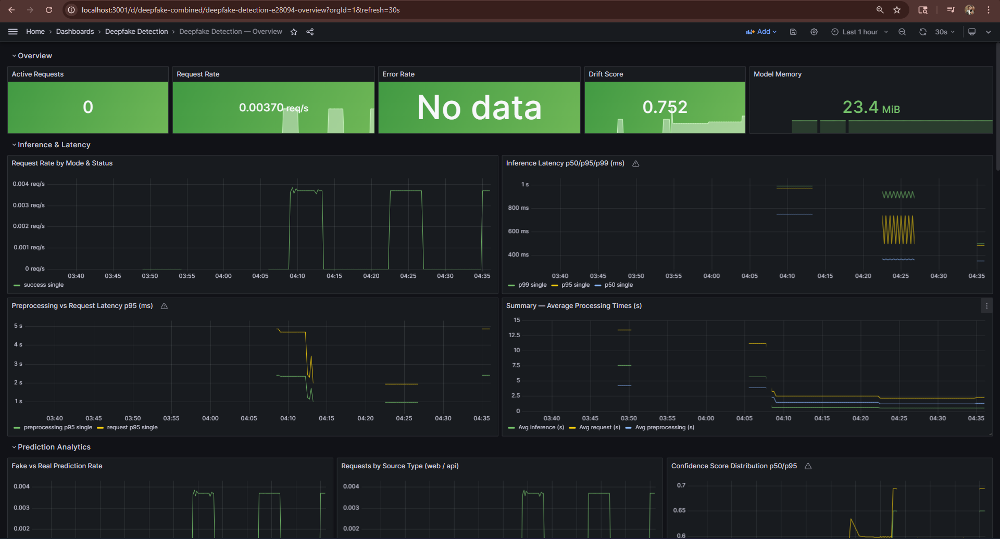 localhost:3001/d/deepfake-combined/deepfake-detection-e28094-overview?orgId=1&refresh=30s
Home › Dashboards › Deepfake Detection › Deepfake Detection — Overview
Add
Last 1 hour
30s
Overview
Active Requests
0
Request Rate
0.00370 req/s
Error Rate
No data
Drift Score
0.752
Model Memory
23.4 MiB
Inference & Latency
Request Rate by Mode & Status
0.004 req/s
0.003 req/s
0.002 req/s
0.001 req/s
0 req/s
03:40 03:45 03:50 03:55 04:00 04:05 04:10 04:15 04:20 04:25 04:30 04:35
success single
Inference Latency p50/p95/p99 (ms)
1 s
800 ms
600 ms
400 ms
03:40 03:45 03:50 03:55 04:00 04:05 04:10 04:15 04:20 04:25 04:30 04:35
p99 single p95 single p50 single
Preprocessing vs Request Latency p95 (ms)
5 s
4 s
3 s
2 s
1 s
03:40 03:45 03:50 03:55 04:00 04:05 04:10 04:15 04:20 04:25 04:30 04:35
preprocessing p95 single request p95 single
Summary — Average Processing Times (s)
15
12.5
10
7.5
5
2.5
0
03:40 03:45 03:50 03:55 04:00 04:05 04:10 04:15 04:20 04:25 04:30 04:35
Avg inference (s) Avg request (s) Avg preprocessing (s)
Prediction Analytics
Fake vs Real Prediction Rate
0.004
0.003
0.002
Requests by Source Type (web / api)
0.004
0.003
0.002
Confidence Score Distribution p50/p95
0.7
0.65
0.6